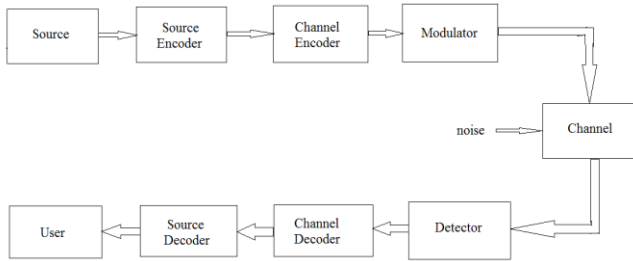 Source
Source
Encoder
Channel
Encoder
Modulator
noise
Channel
User
Source
Decoder
Channel
Decoder
Detector